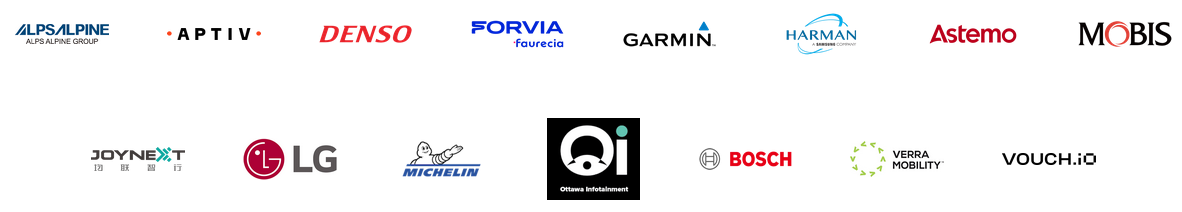 ALPSALPINE
ALPS ALPINE GROUP
APTIV
DENSO
FORVIA
faurecia
GARMIN
HARMAN
A SAMSUNG COMPANY
Astemo
MOBIS
JOYNEXT
均联智行
LG
MICHELIN
Oi
Ottawa Infotainment
BOSCH
VERRA
MOBILITY
VOUCH.iO